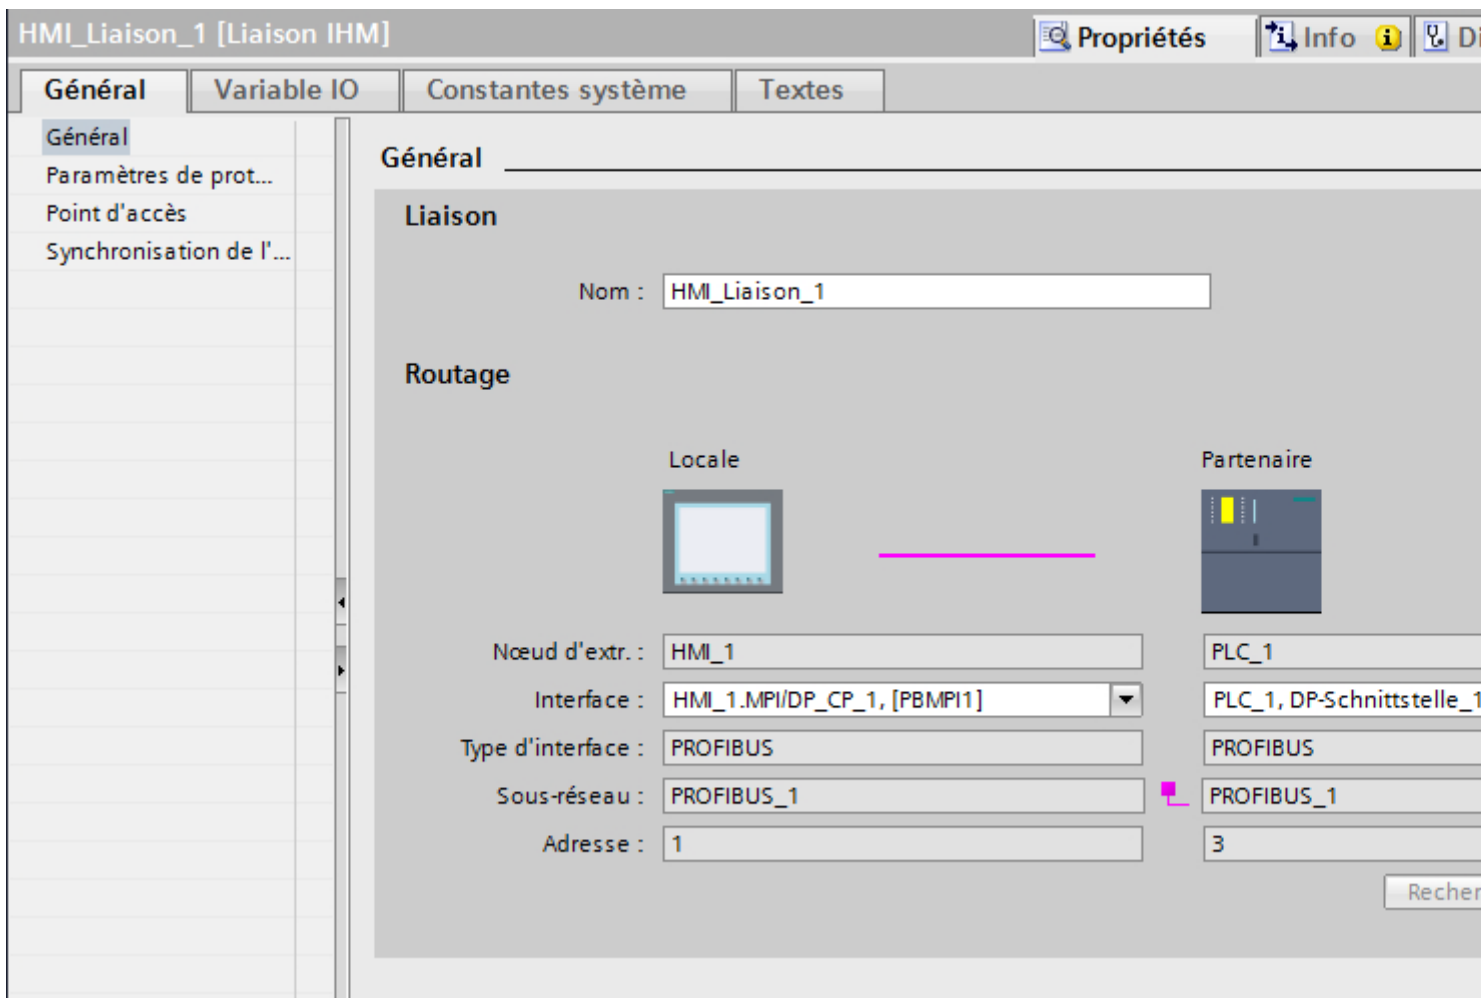 HMI_Liaison_1 [Liaison IHM]
Propriétés
Info
Général
Variable IO
Constantes système
Textes
Général
Paramètres de prot...
Point d'accès
Synchronisation de l'...
Général
Liaison
Nom : HMI_Liaison_1
Routage
Locale Partenaire
Nœud d'extr. : HMI_1 PLC_1
Interface : HMI_1.MPI/DP_CP_1, [PBMPI1] PLC_1, DP-Schnittstelle_1
Type d'interface : PROFIBUS PROFIBUS
Sous-réseau : PROFIBUS_1 PROFIBUS_1
Adresse : 1 3